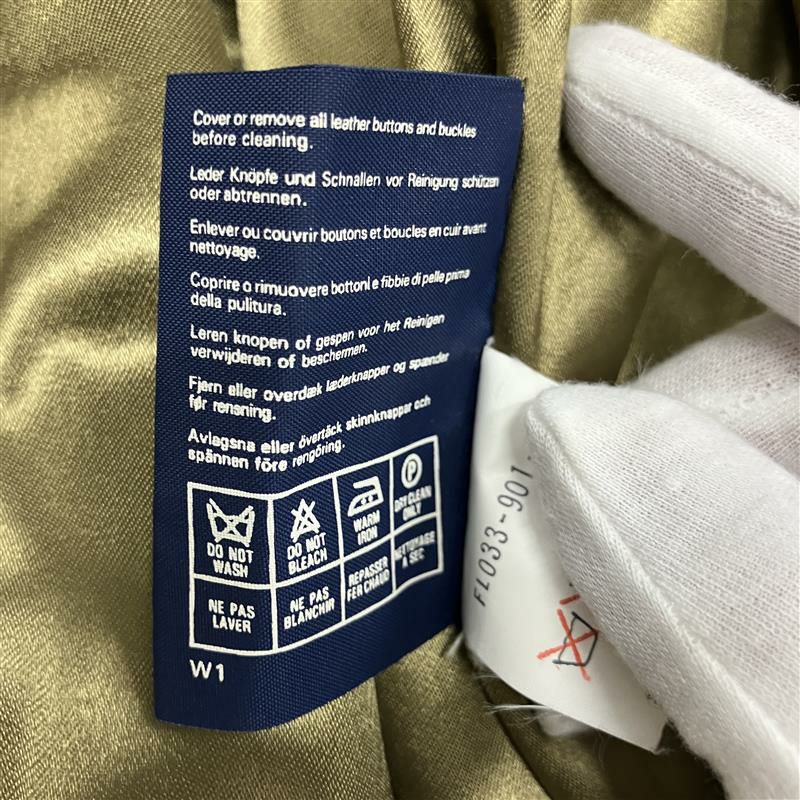 Cover or remove all leather buttons and buckles
before cleaning.
Leder Knöpfe und Schnallen vor Reinigung schützen
oder abtrennen.
Enlever ou couvrir boutons et boucles en cuir avant
nettoyage.
Coprire o rimuovere bottoni e fibbie di pelle prima
della pulitura.
Leren knopen of gespen voor het Reinigen
verwijderen of beschermen.
Fjern eller overdæk læderknapper og spænder
før rensning.
Avlagsna eller övertäck skinnknappar och
spännen före rengöring.
P
DO NOT
WASH
DO NOT
BLEACH
WARM
IRON
DRY CLEAN
ONLY
NE PAS
LAVER
NE PAS
BLANCHIR
REPASSER
FER CHAUD
NETTOYAGE
A SEC
W1
FL033-901